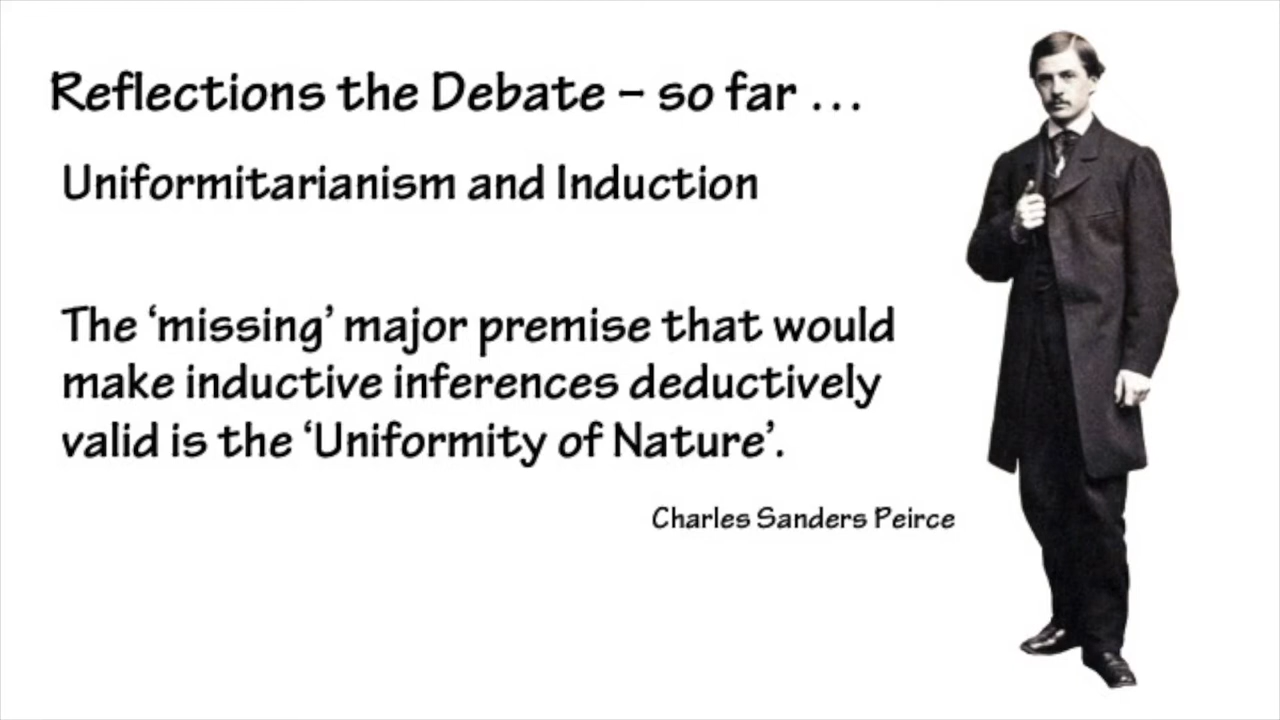 Reflections the Debate – so far …
Uniformitarianism and Induction
The ‘missing’ major premise that would
make inductive inferences deductively
valid is the ‘Uniformity of Nature’.
Charles Sanders Peirce